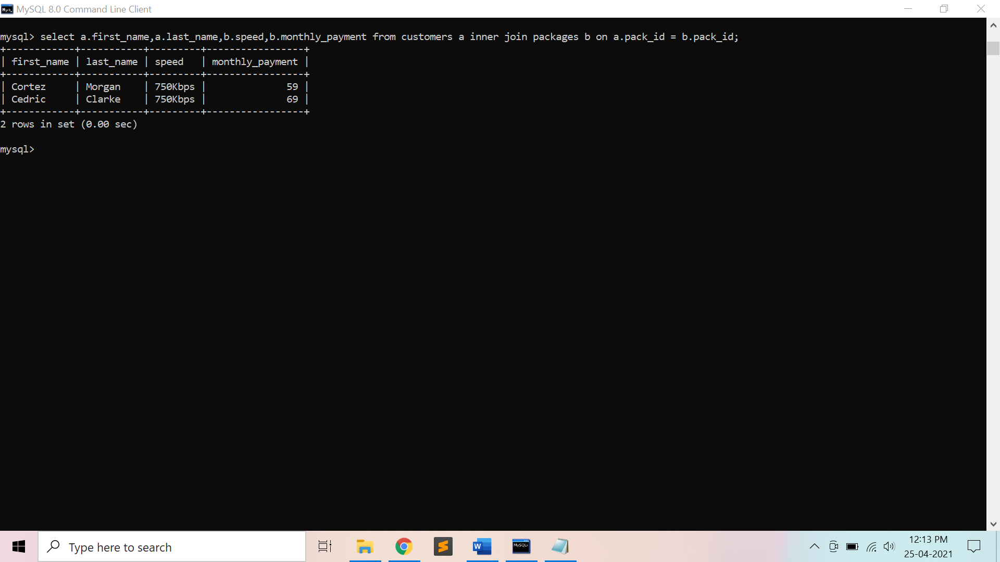 MySQL 8.0 Command Line Client
mysql> select a.first_name,a.last_name,b.speed,b.monthly_payment from customers a inner join packages b on a.pack_id = b.pack_id;
+------------+-----------+---------+-----------------+
| first_name | last_name | speed   | monthly_payment |
+------------+-----------+---------+-----------------+
| Cortez     | Morgan    | 750Kbps |              59 |
| Cedric     | Clarke    | 750Kbps |              69 |
+------------+-----------+---------+-----------------+
2 rows in set (0.00 sec)
mysql>
Type here to search
W
MySQL>
12:13 PM
25-04-2021